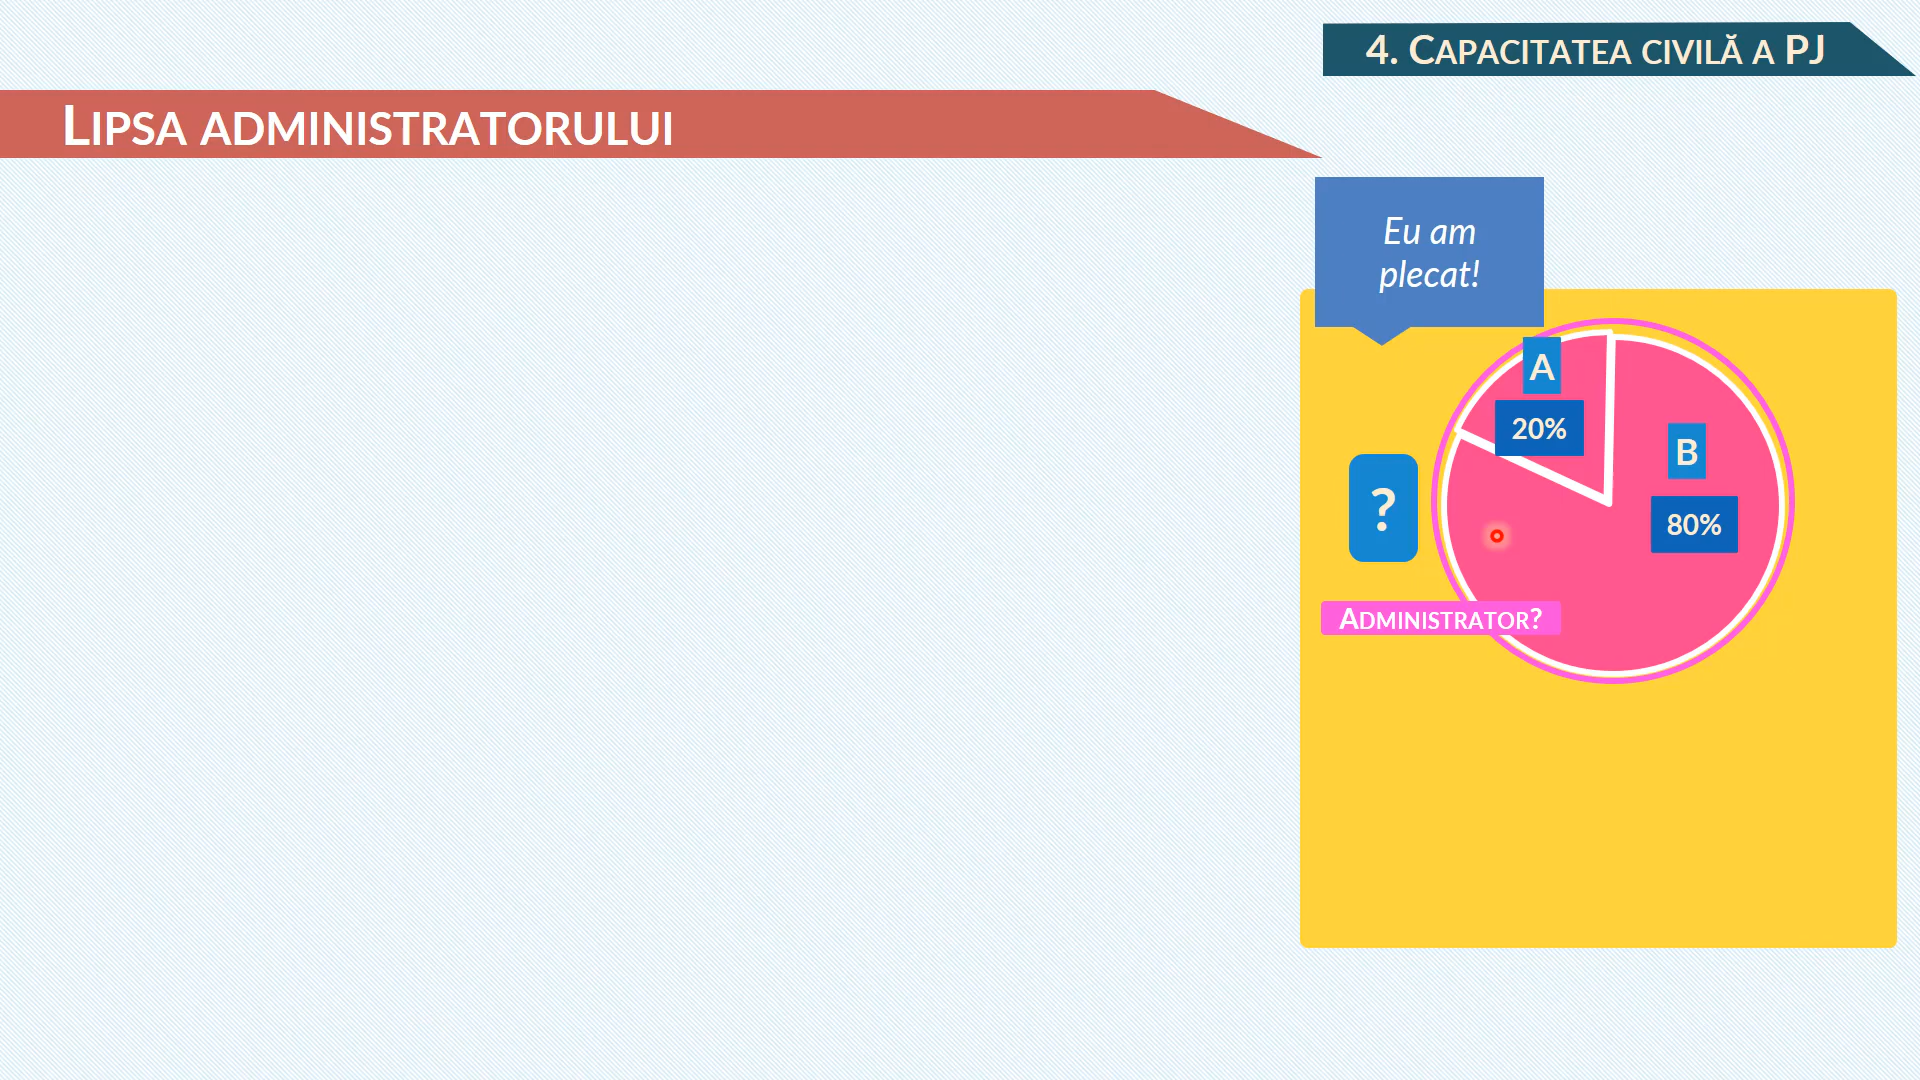 4. CAPACITATEA CIVILĂ A PJ
LIPSA ADMINISTRATORULUI
Eu am
plecat!
A
20%
B
80%
?
ADMINISTRATOR?